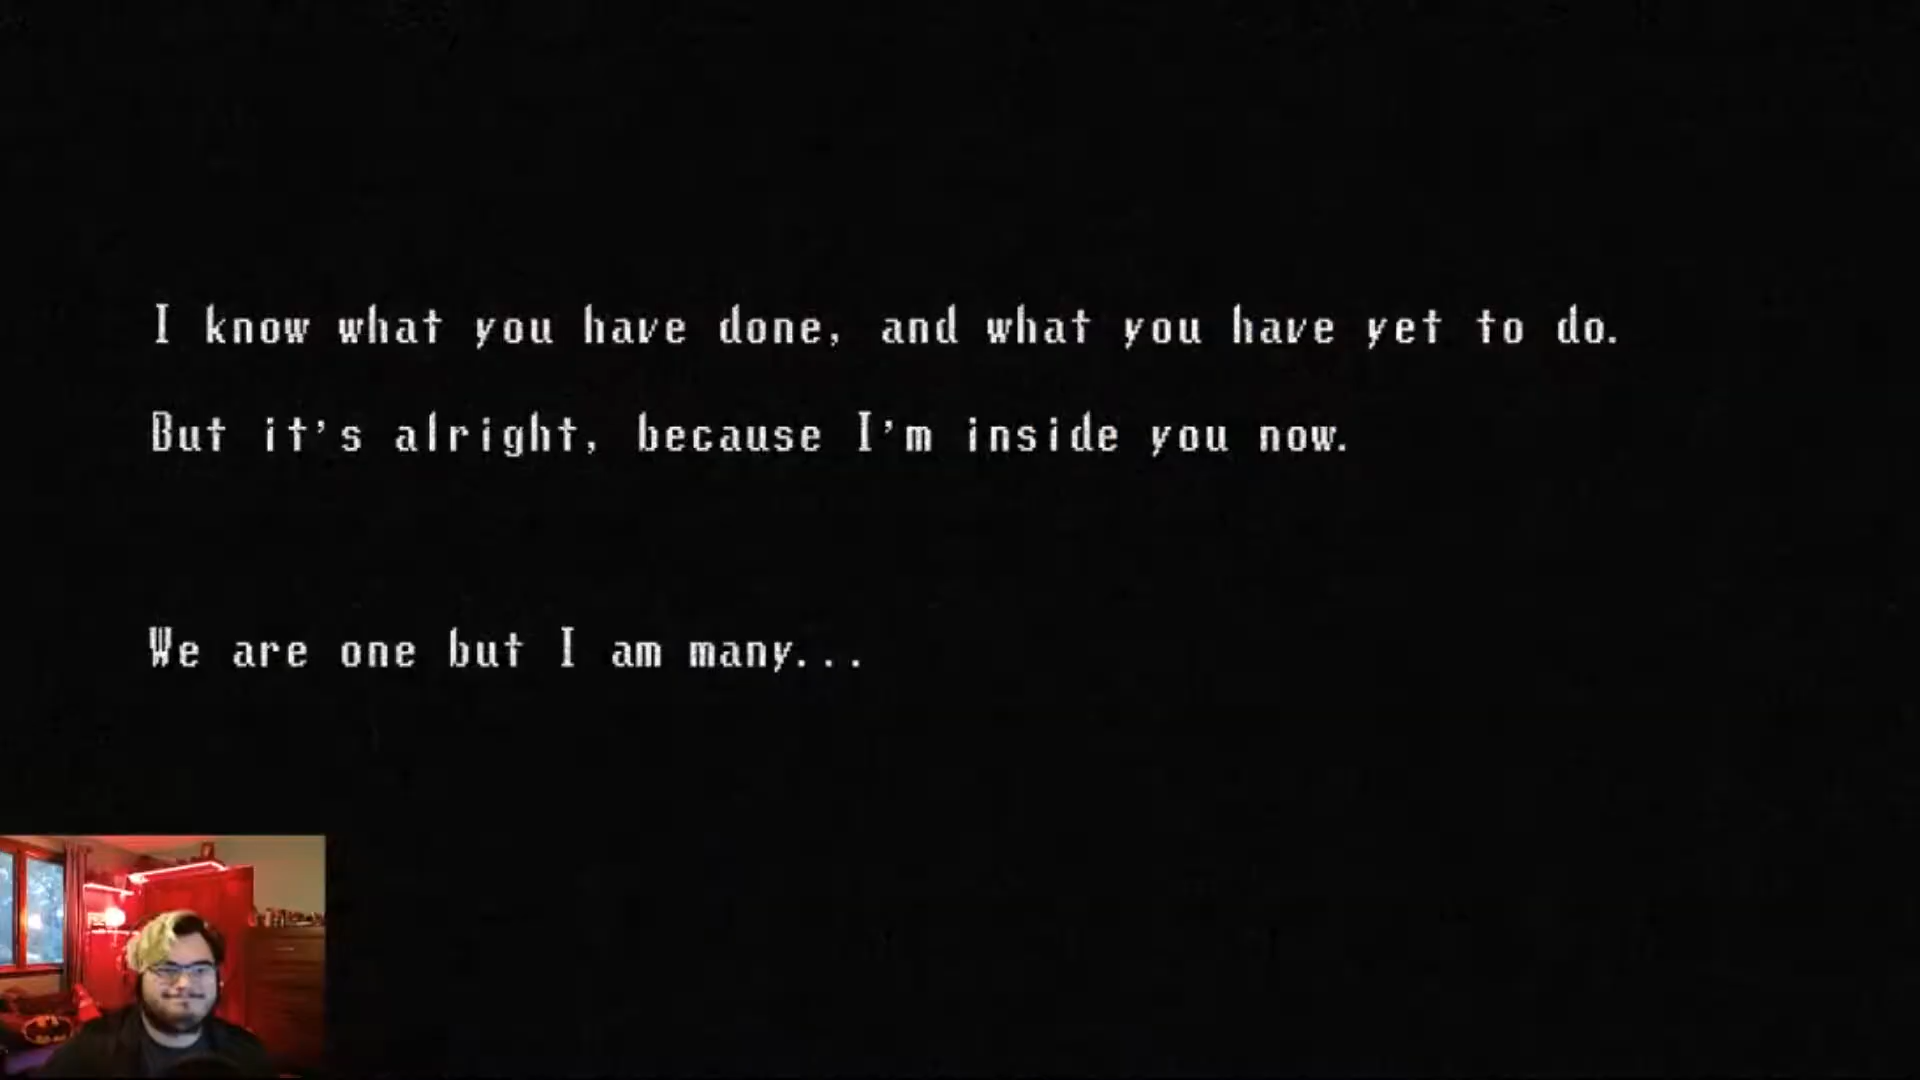 I know what you have done, and what you have yet to do.
But it's alright, because I'm inside you now.
We are one but I am many...